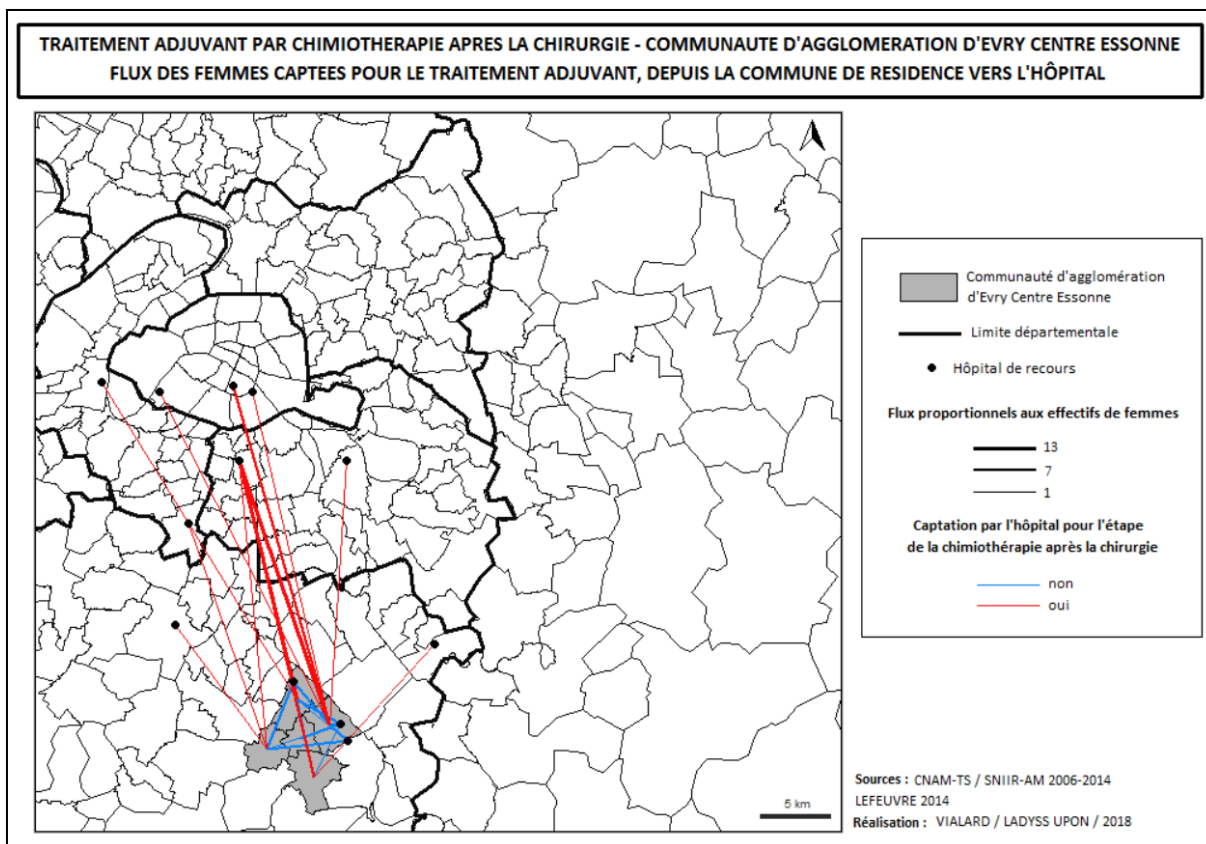 TRAITEMENT ADJUVANT PAR CHIMIOTHERAPIE APRES LA CHIRURGIE - COMMUNAUTE D'AGGLOMERATION D'EVRY CENTRE ESSONNE
FLUX DES FEMMES CAPTEES POUR LE TRAITEMENT ADJUVANT, DEPUIS LA COMMUNE DE RESIDENCE VERS L'HÔPITAL
Communauté d'agglomération
d'Evry Centre Essonne
Limite départementale
Hôpital de recours
Flux proportionnels aux effectifs de femmes
13
7
1
Captation par l'hôpital pour l'étape
de la chimiothérapie après la chirurgie
non
oui
5 km
Sources : CNAM-TS / SNIIR-AM 2006-2014
LEFEUVRE 2014
Réalisation : VIALARD / LADYSS UPON / 2018